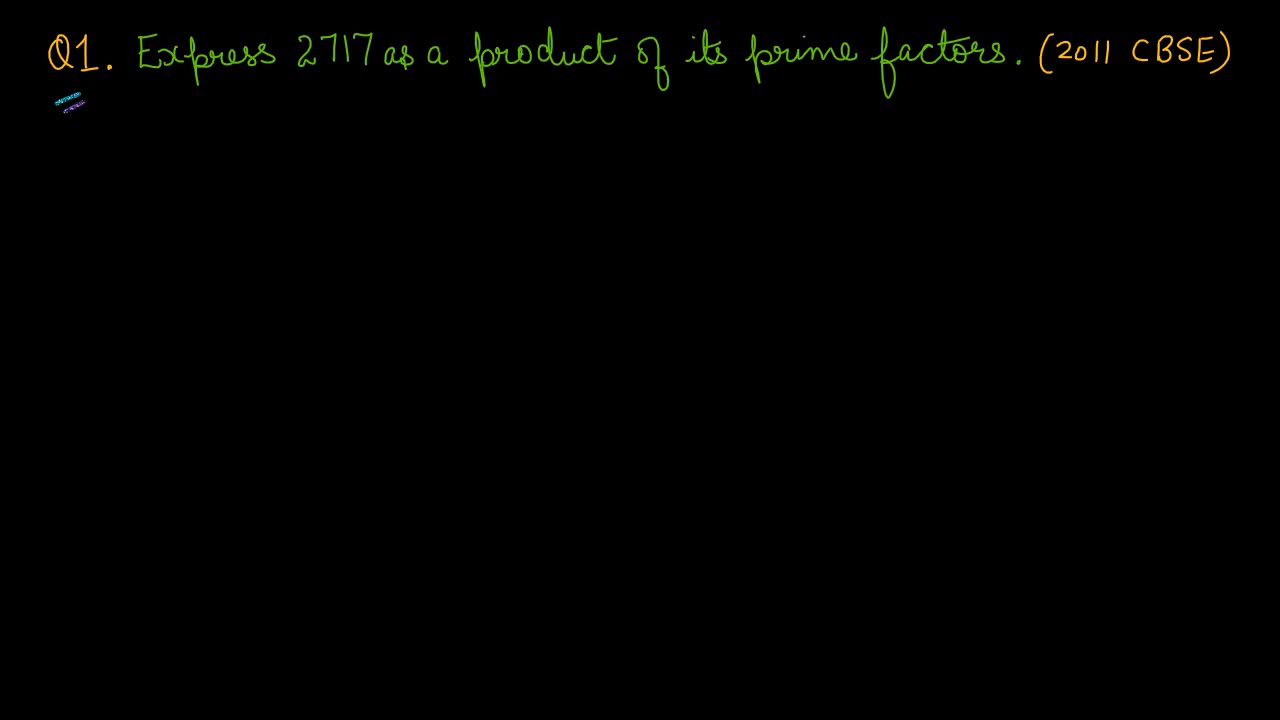 Q1. Express 2717 as a product of its prime factors. (2011 CBSE)